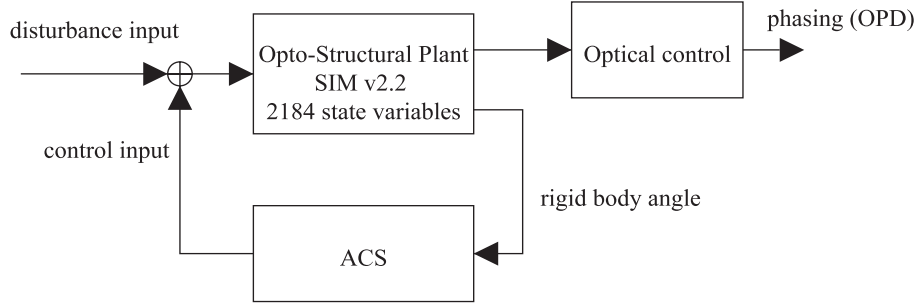 phasing (OPD)
disturbance input
Opto-Structural Plant
SIM v2.2
2184 state variables
Optical control
control input
rigid body angle
ACS